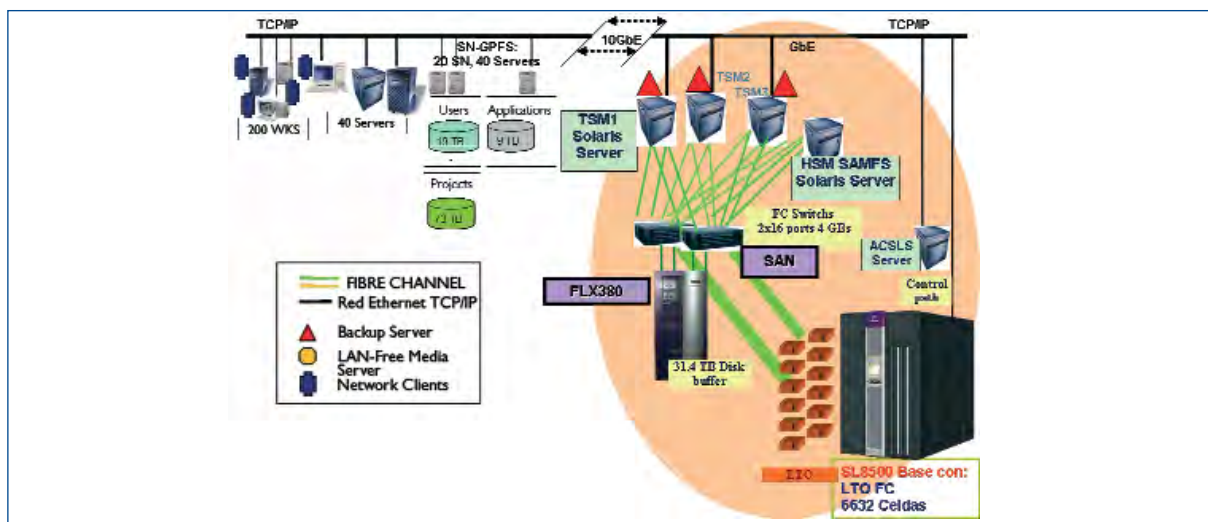 TCP/IP
TCP/IP
10GbE
GbE
SN-GPFS:
20 SN, 40 Servers
TSM2
TSM3
Users
Applications
200 WKS
40 Servers
TSM1
Solaris
Server
HSM SAMFS
Solaris Server
Projects
FC Switchs
2x16 ports 4 GBs
SAN
ACSLS
Server
Control
path
FLX380
FIBRE CHANNEL
Red Ethernet TCP/IP
Backup Server
LAN-Free Media
Server
Network Clients
31.4 TB Disk
buffer
LTO
SL8500 Base con:
LTO FC
6632 Celdas